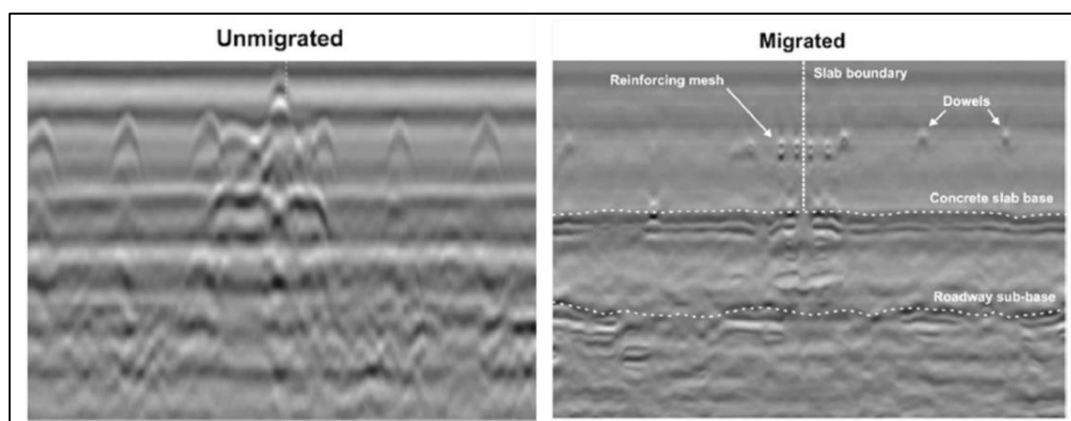 Unmigrated
Migrated
Slab boundary
Reinforcing mesh
Dowels
Concrete slab base
Roadway sub-base